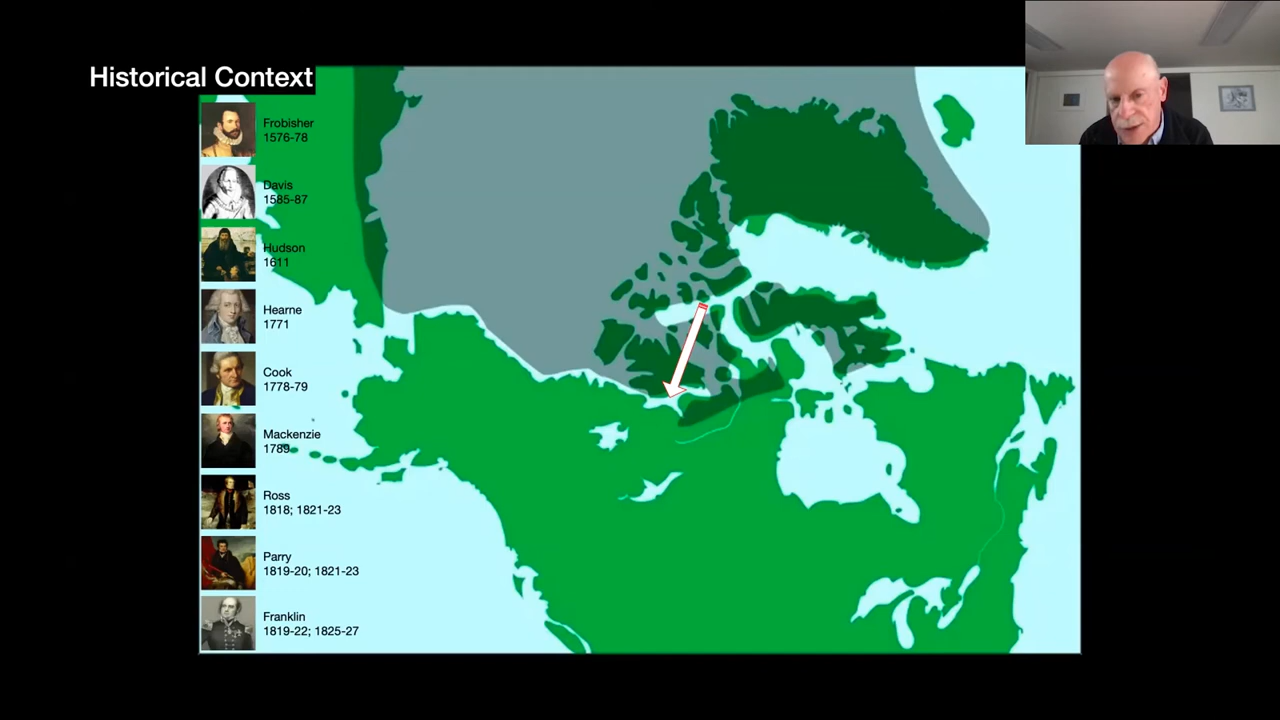 Historical Context
Frobisher
1576-78
Davis
1585-87
Hudson
1611
Hearne
1771
Cook
1778-79
Mackenzie
1789
Ross
1818; 1821-23
Parry
1819-20; 1821-23
Franklin
1819-22; 1825-27